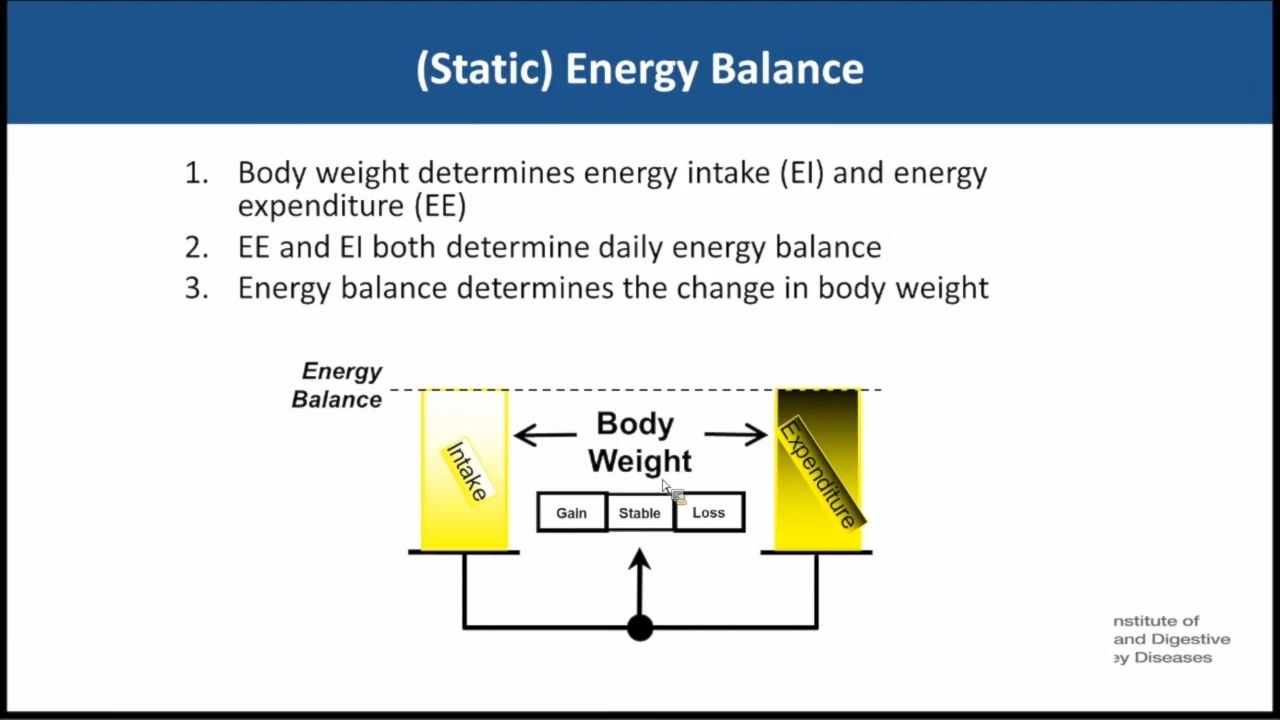 (Static) Energy Balance
1. Body weight determines energy intake (EI) and energy
expenditure (EE)
2. EE and EI both determine daily energy balance
3. Energy balance determines the change in body weight
Energy
Balance
Intake
Body
Weight
Expenditure
Gain Stable Loss
nstitute of
and Digestive
ey Diseases